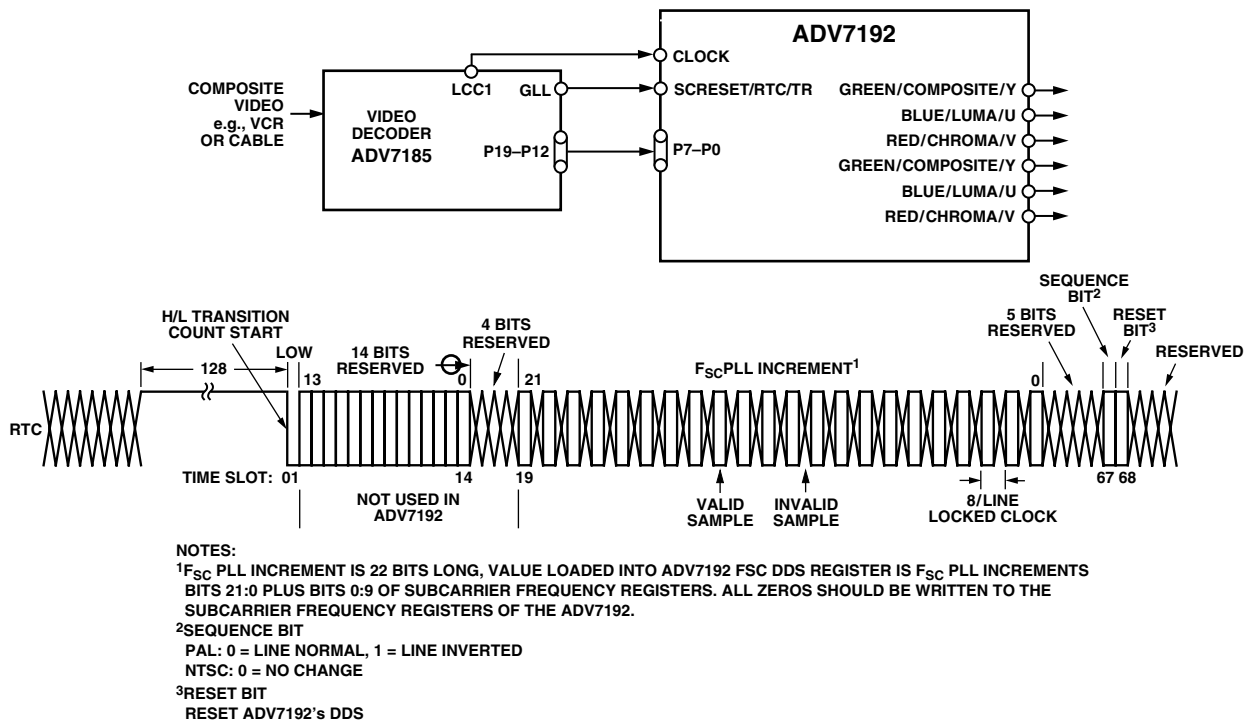 ADV7192
CLOCK
SCRESET/RTC/TR
P7–P0
GREEN/COMPOSITE/Y
BLUE/LUMA/U
RED/CHROMA/V
GREEN/COMPOSITE/Y
BLUE/LUMA/U
RED/CHROMA/V
COMPOSITE
VIDEO
e.g., VCR
OR CABLE
LCC1
GLL
VIDEO
DECODER
ADV7185
P19–P12
H/L TRANSITION
COUNT START
128
LOW
13
14 BITS
RESERVED
0
4 BITS
RESERVED
21
FSCPLL INCREMENT1
0
5 BITS
RESERVED
SEQUENCE
BIT2
RESET
BIT3
RESERVED
RTC
TIME SLOT: 01
14
19
67 68
NOT USED IN
ADV7192
VALID
SAMPLE
INVALID
SAMPLE
8/LINE
LOCKED CLOCK
NOTES:
1FSC PLL INCREMENT IS 22 BITS LONG, VALUE LOADED INTO ADV7192 FSC DDS REGISTER IS FSC PLL INCREMENTS
BITS 21:0 PLUS BITS 0:9 OF SUBCARRIER FREQUENCY REGISTERS. ALL ZEROS SHOULD BE WRITTEN TO THE
SUBCARRIER FREQUENCY REGISTERS OF THE ADV7192.
2SEQUENCE BIT
PAL: 0 = LINE NORMAL, 1 = LINE INVERTED
NTSC: 0 = NO CHANGE
3RESET BIT
RESET ADV7192's DDS